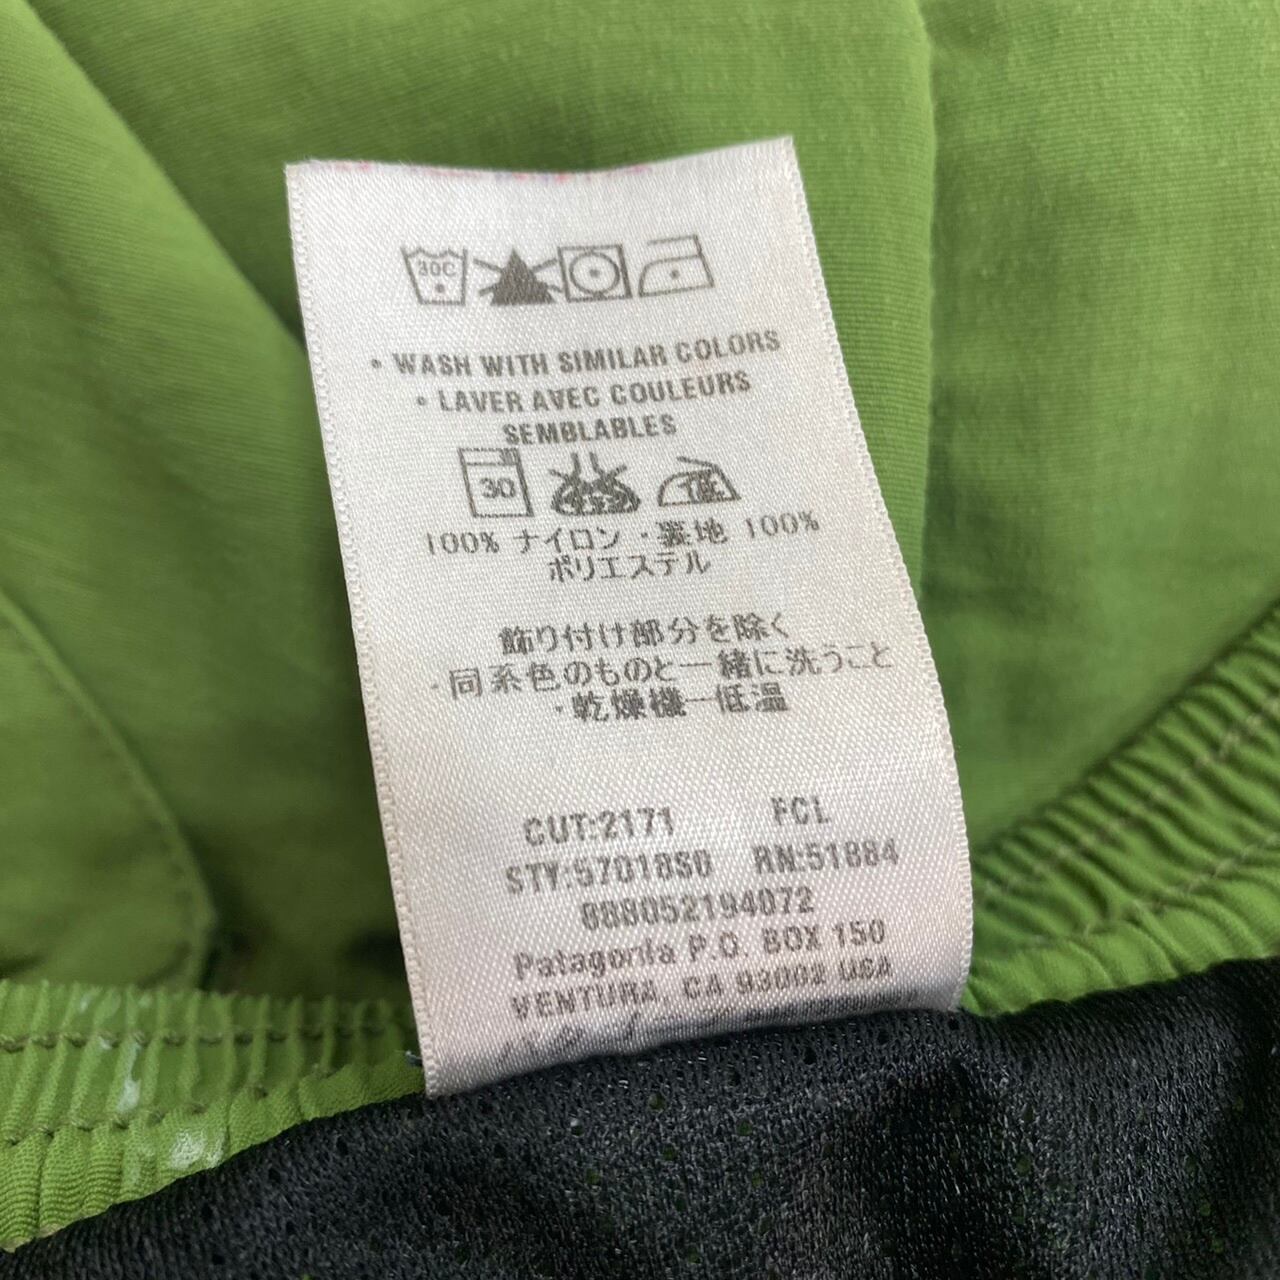 30C
• WASH WITH SIMILAR COLORS
• LAVER AVEC COULEURS
SEMBLABLES
30 低
100% ナイロン・裏地 100%
ポリエステル
飾り付け部分を除く
・同系色のものと一緒に洗うこと
・乾燥機ー低温
CUT:2171 FCL
STY:57018S0 RN:51884
888052194072
Patagonia P.O. BOX 150
VENTURA, CA 93002 USA